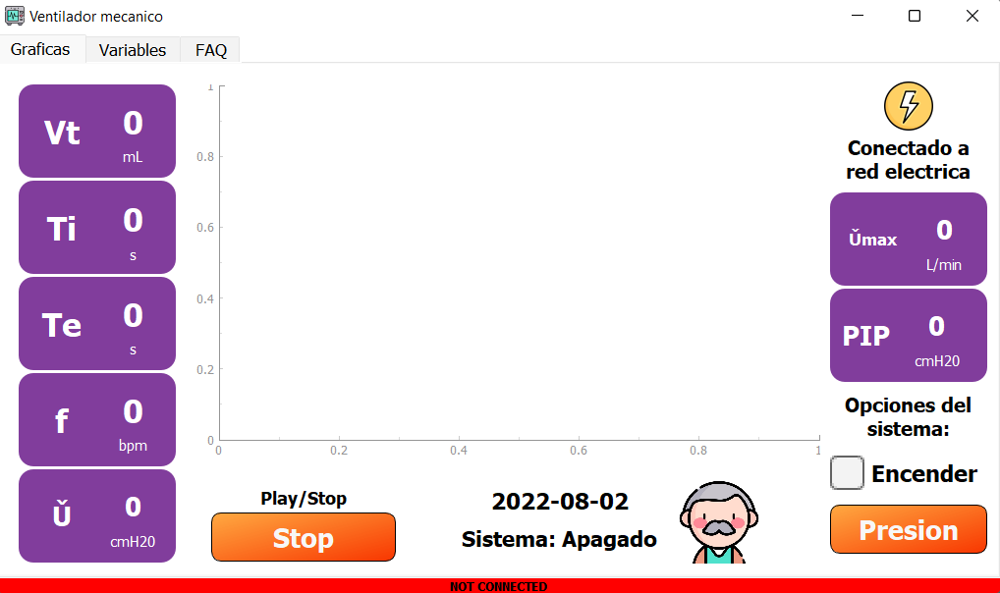 Ventilador mecanico
Graficas Variables FAQ
Vt 0
mL
Ti 0
s
Te 0
s
f 0
bpm
Ǔ 0
cmH20
1
0.8
0.6
0.4
0.2
0
0 0.2 0.4 0.6 0.8 1
Play/Stop
Stop
2022-08-02
Sistema: Apagado
Conectado a
red electrica
Ǔmax 0
L/min
PIP 0
cmH20
Opciones del
sistema:
Encender
Presion
NOT CONNECTED